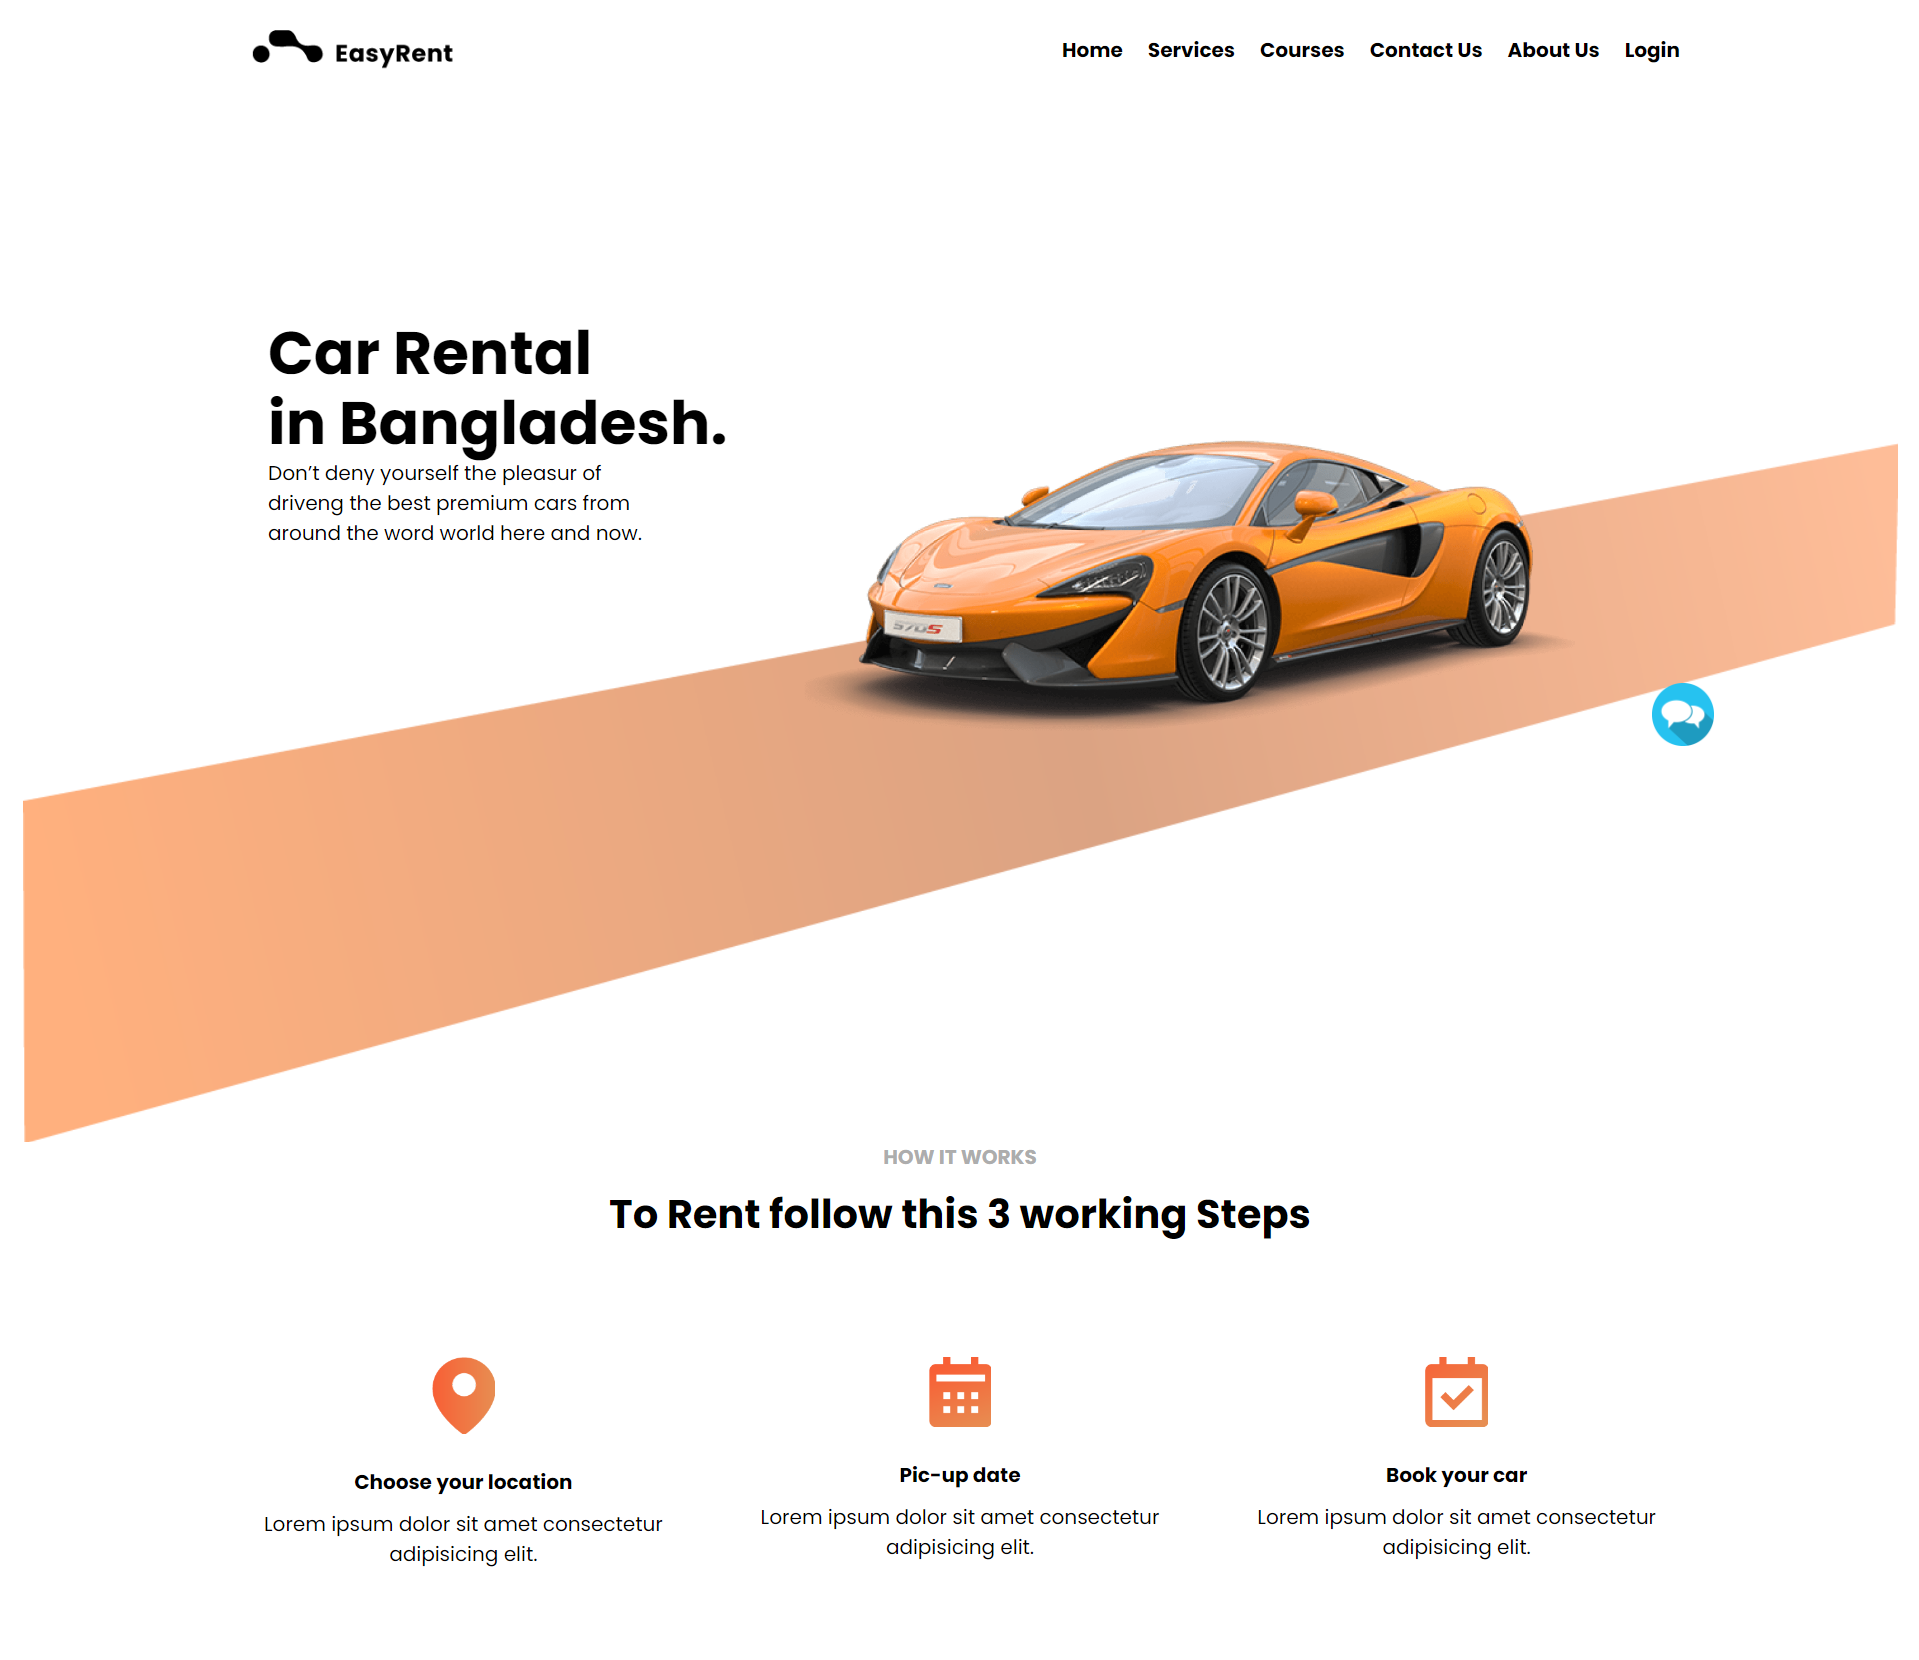 EasyRent
Home Services Courses Contact Us About Us Login
Car Rental
in Bangladesh.
Don’t deny yourself the pleasur of
driveng the best premium cars from
around the word world here and now.
570S
HOW IT WORKS
To Rent follow this 3 working Steps
Choose your location
Lorem ipsum dolor sit amet consectetur
adipisicing elit.
Pic-up date
Lorem ipsum dolor sit amet consectetur
adipisicing elit.
Book your car
Lorem ipsum dolor sit amet consectetur
adipisicing elit.